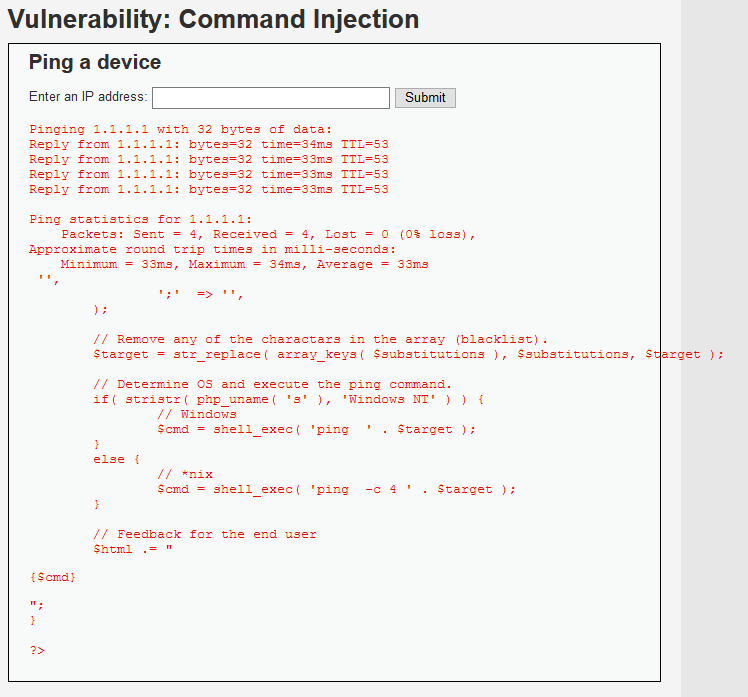 Vulnerability: Command Injection
Ping a device
Enter an IP address: Submit
Pinging 1.1.1.1 with 32 bytes of data:
Reply from 1.1.1.1: bytes=32 time=34ms TTL=53
Reply from 1.1.1.1: bytes=32 time=33ms TTL=53
Reply from 1.1.1.1: bytes=32 time=33ms TTL=53
Reply from 1.1.1.1: bytes=32 time=33ms TTL=53
Ping statistics for 1.1.1.1:
    Packets: Sent = 4, Received = 4, Lost = 0 (0% loss),
Approximate round trip times in milli-seconds:
    Minimum = 33ms, Maximum = 34ms, Average = 33ms
 '',
                ';'  => '',
        );
        // Remove any of the charactars in the array (blacklist).
        $target = str_replace( array_keys( $substitutions ), $substitutions, $target );
        // Determine OS and execute the ping command.
        if( stristr( php_uname( 's' ), 'Windows NT' ) ) {
                // Windows
                $cmd = shell_exec( 'ping  ' . $target );
        }
        else {
                // *nix
                $cmd = shell_exec( 'ping  -c 4 ' . $target );
        }
        // Feedback for the end user
        $html .= "
{$cmd}
";
}
?>